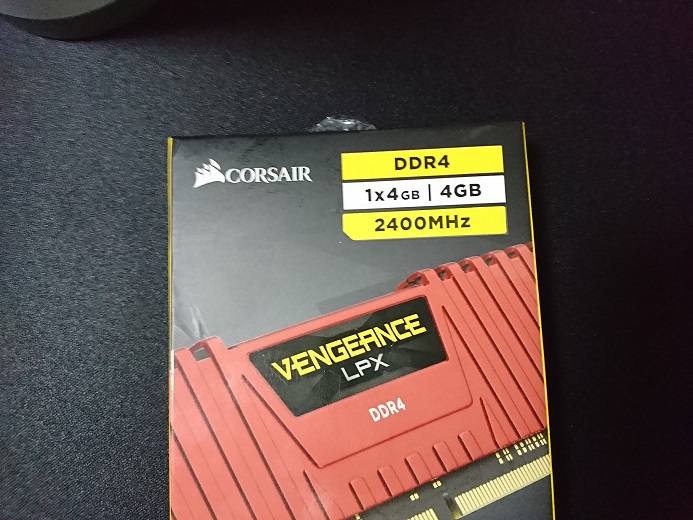 CORSAIR
DDR4
1x4GB | 4GB
2400MHz
VENGEANCE
LPX
DDR4